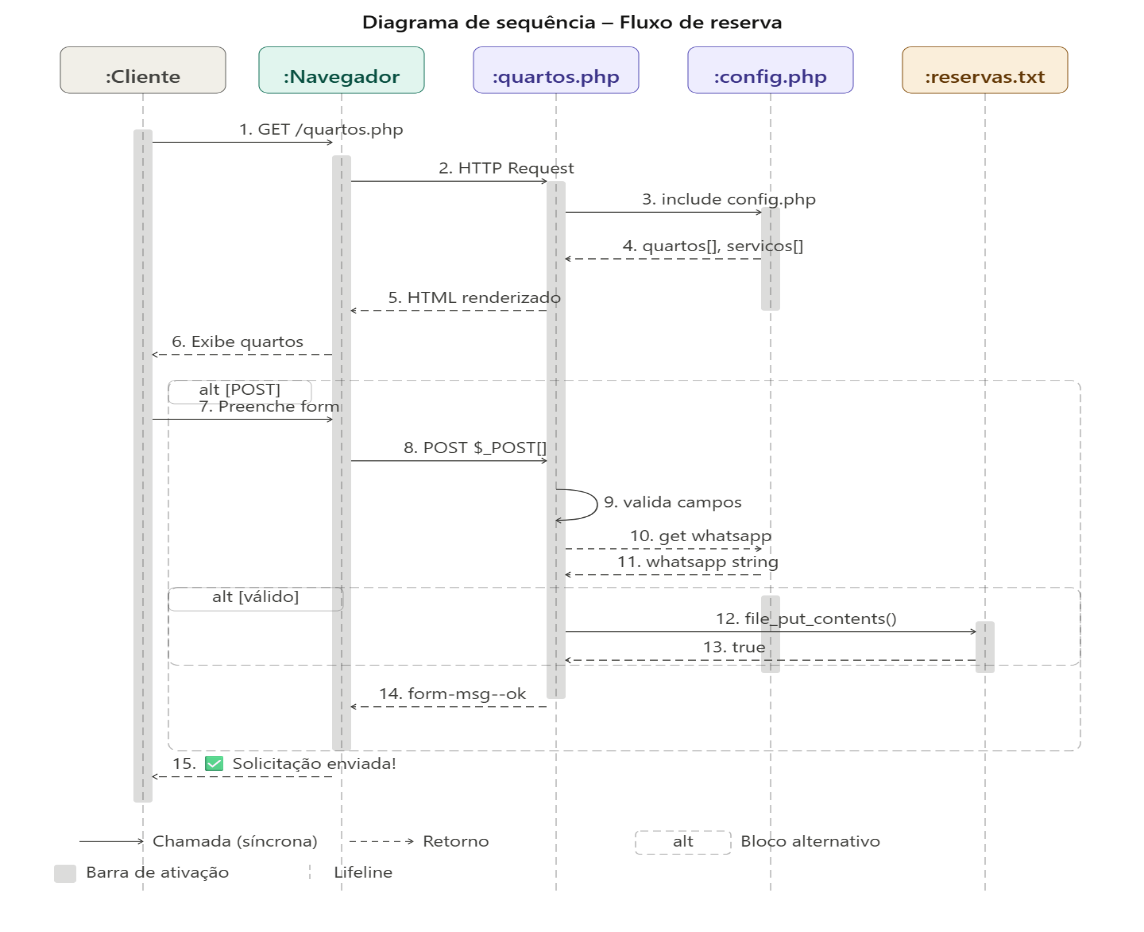 Diagrama de sequência – Fluxo de reserva
:Cliente
:Navegador
:quartos.php
:config.php
:reservas.txt
1. GET /quartos.php
2. HTTP Request
3. include config.php
4. quartos[], servicos[]
5. HTML renderizado
6. Exibe quartos
alt [POST]
7. Preenche form
8. POST $_POST[]
9. valida campos
10. get whatsapp
11. whatsapp string
alt [válido]
12. file_put_contents()
13. true
14. form-msg--ok
15. ✅ Solicitação enviada!
Chamada (síncrona)
Retorno
alt
Bloco alternativo
Barra de ativação
Lifeline